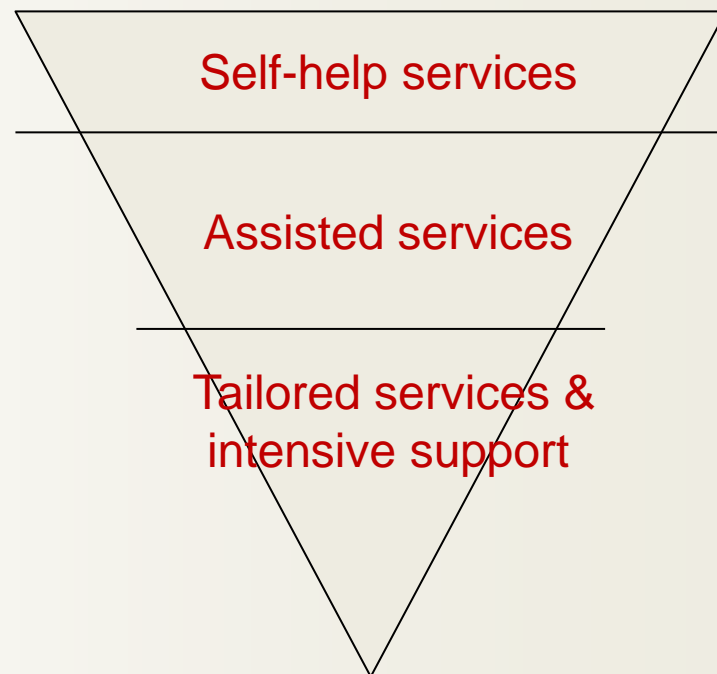 Self-help services
Assisted services
Tailored services &
intensive support